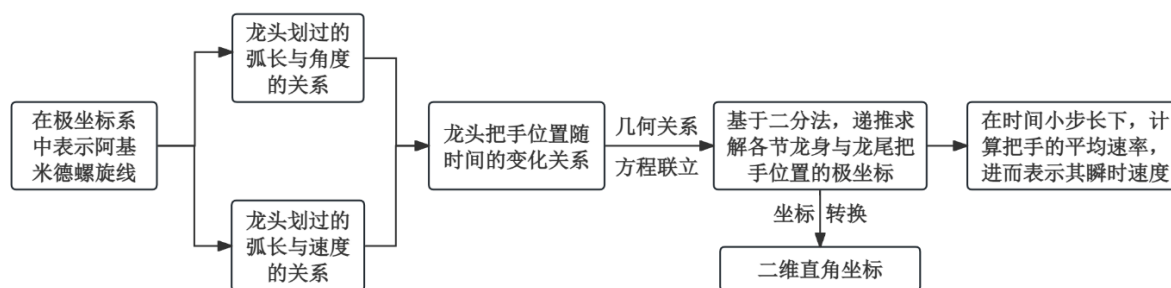 在极坐标系
中表示阿基
米德螺旋线
龙头划过的
弧长与角度
的关系
龙头划过的
弧长与速度
的关系
龙头把手位置随
时间的变化关系
几何关系
方程联立
基于二分法，递推求
解各节龙身与龙尾把
手位置的极坐标
坐标 转换
二维直角坐标
在时间小步长下，计
算把手的平均速率，
进而表示其瞬时速度